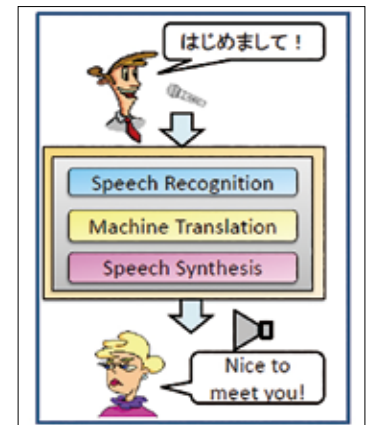 はじめまして！
Speech Recognition
Machine Translation
Speech Synthesis
Nice to
meet you!